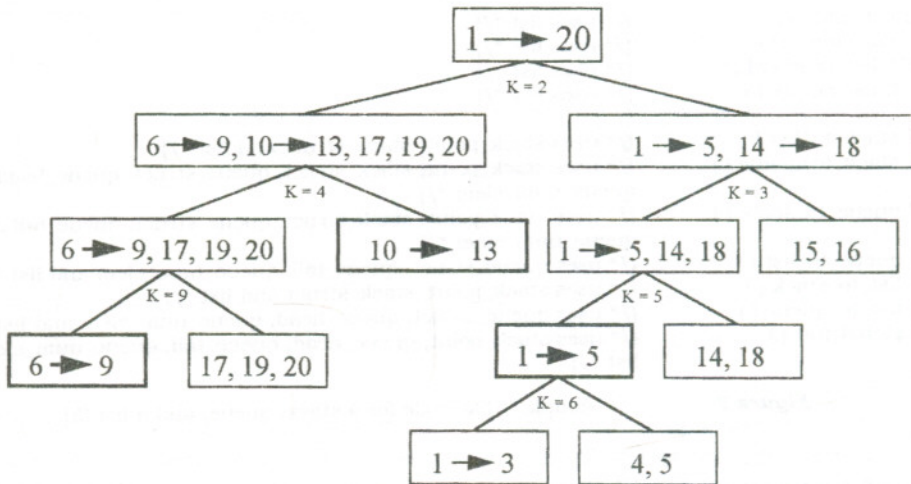 1 → 20
K = 2
6 → 9, 10 → 13, 17, 19, 20
1 → 5, 14 → 18
K = 4
K = 3
6 → 9, 17, 19, 20
10 → 13
1 → 5, 14, 18
15, 16
K = 9
K = 5
6 → 9
17, 19, 20
1 → 5
14, 18
K = 6
1 → 3
4, 5